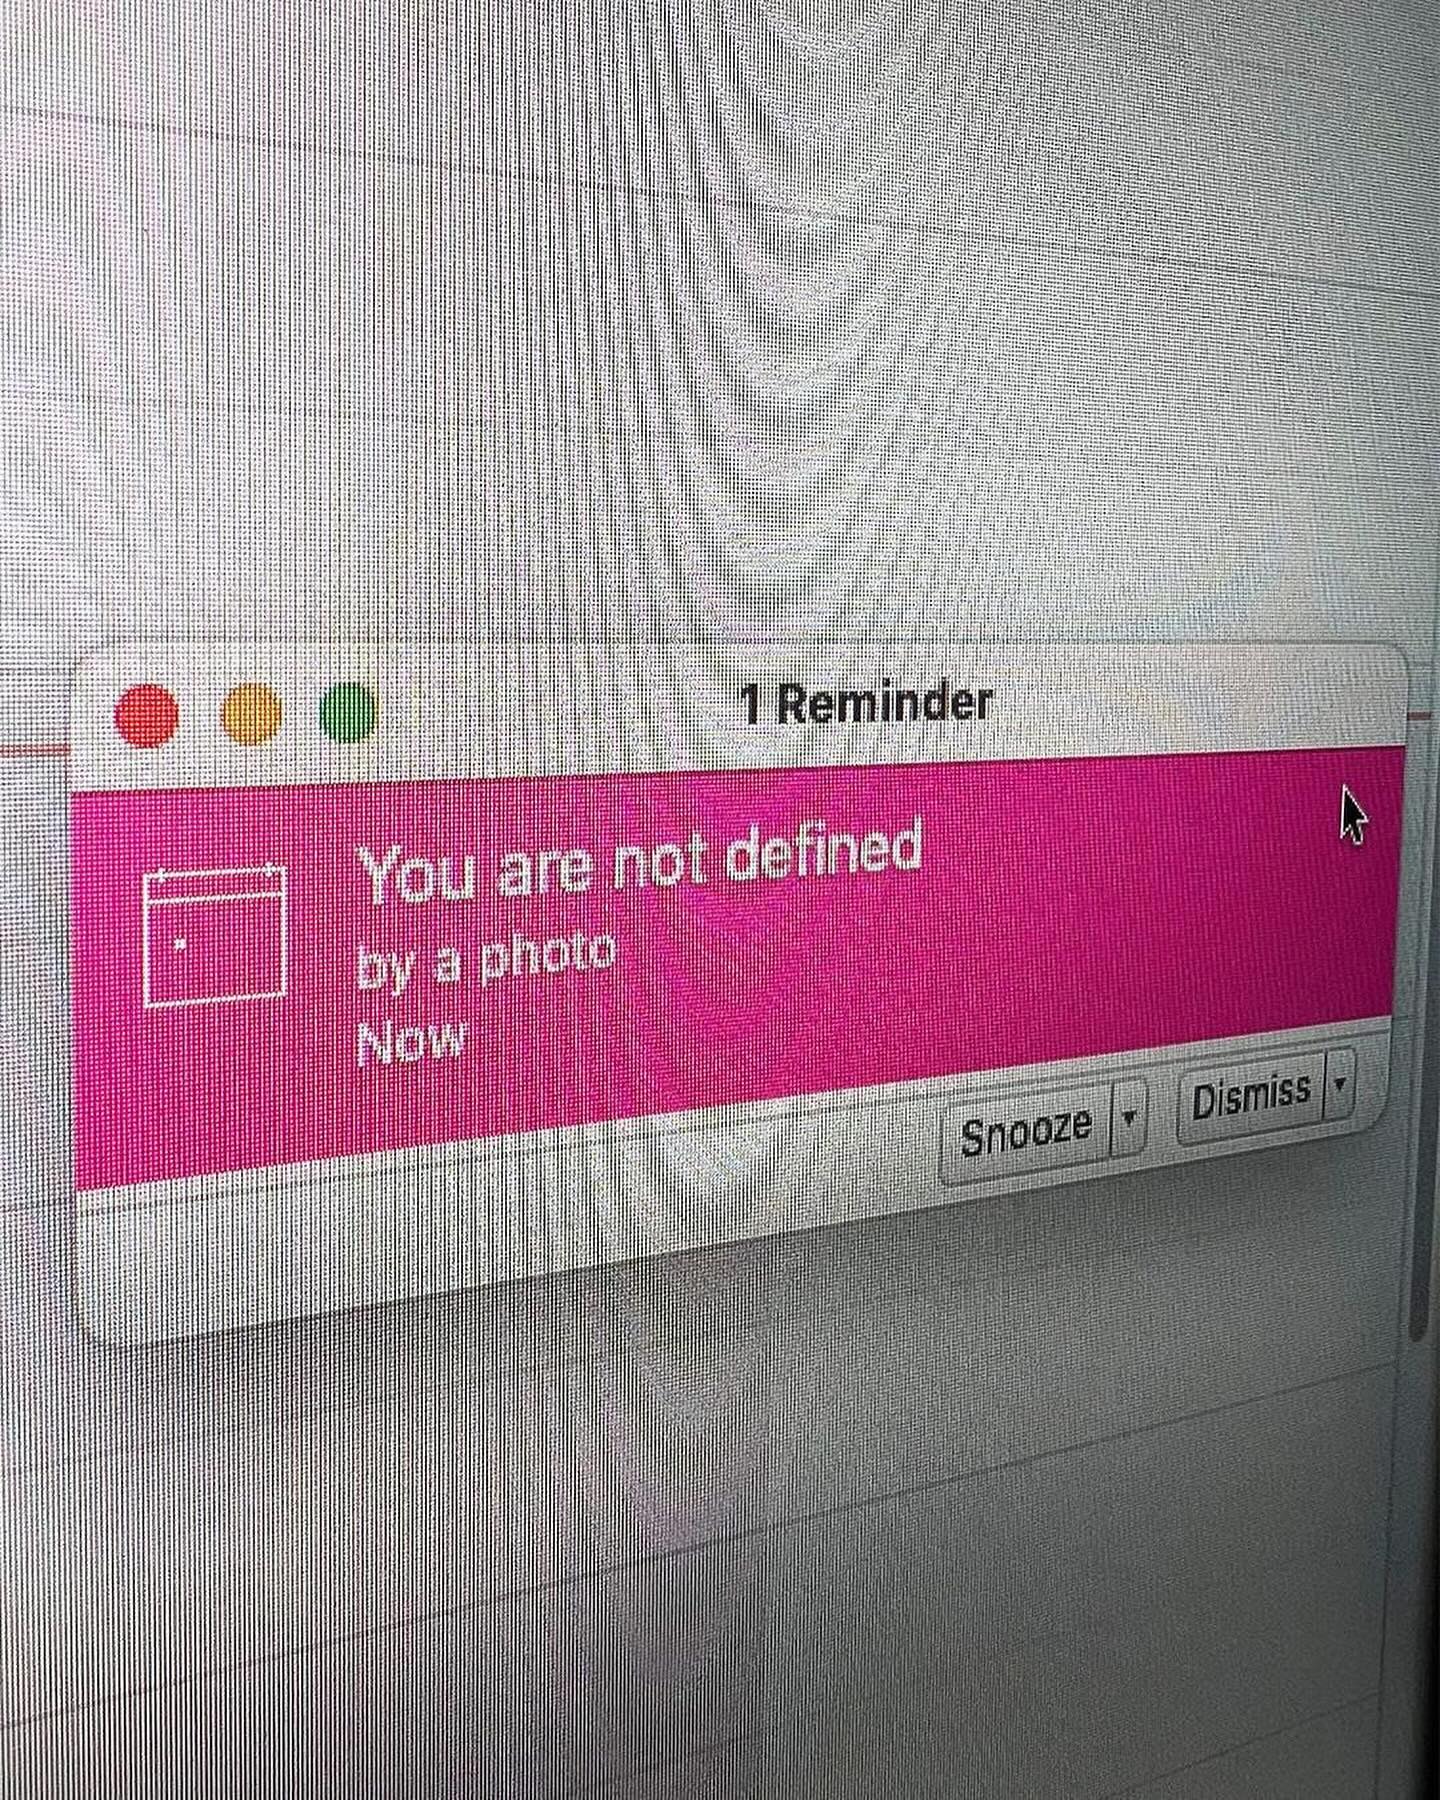 1 Reminder
You are not defined
by a photo
Now
Snooze
Dismiss